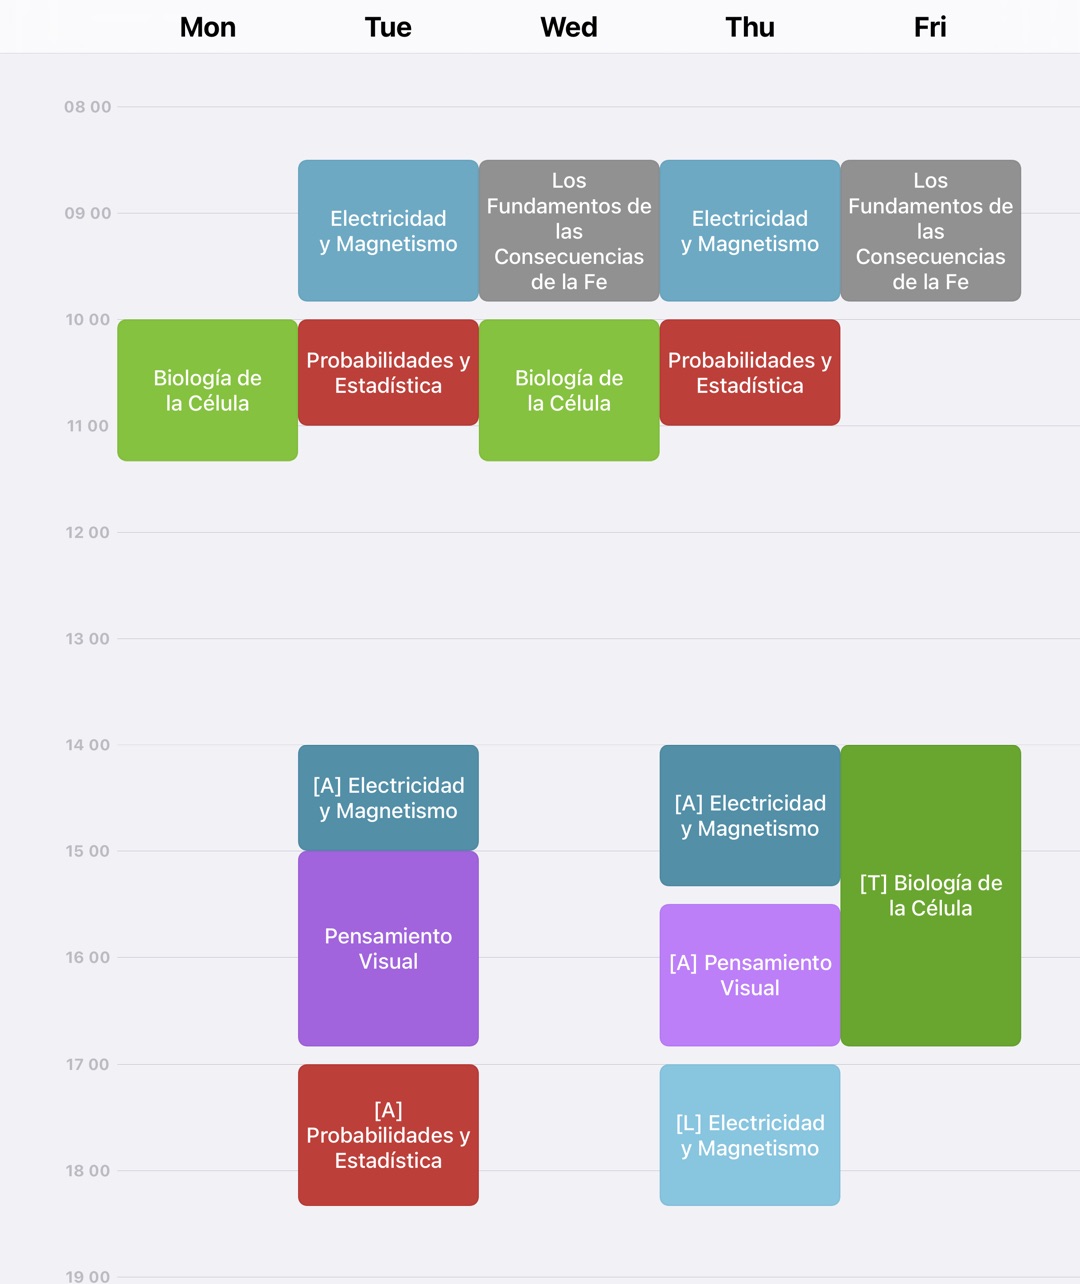 Mon Tue Wed Thu Fri
08 00
Electricidad
y Magnetismo
Los
Fundamentos de
las
Consecuencias
de la Fe
Electricidad
y Magnetismo
Los
Fundamentos de
las
Consecuencias
de la Fe
09 00
10 00
Biología de
la Célula
Probabilidades y
Estadística
Biología de
la Célula
Probabilidades y
Estadística
11 00
12 00
13 00
14 00
[A] Electricidad
y Magnetismo
[A] Electricidad
y Magnetismo
[T] Biología de
la Célula
15 00
Pensamiento
Visual
[A] Pensamiento
Visual
16 00
17 00
[A]
Probabilidades y
Estadística
[L] Electricidad
y Magnetismo
18 00
19 00